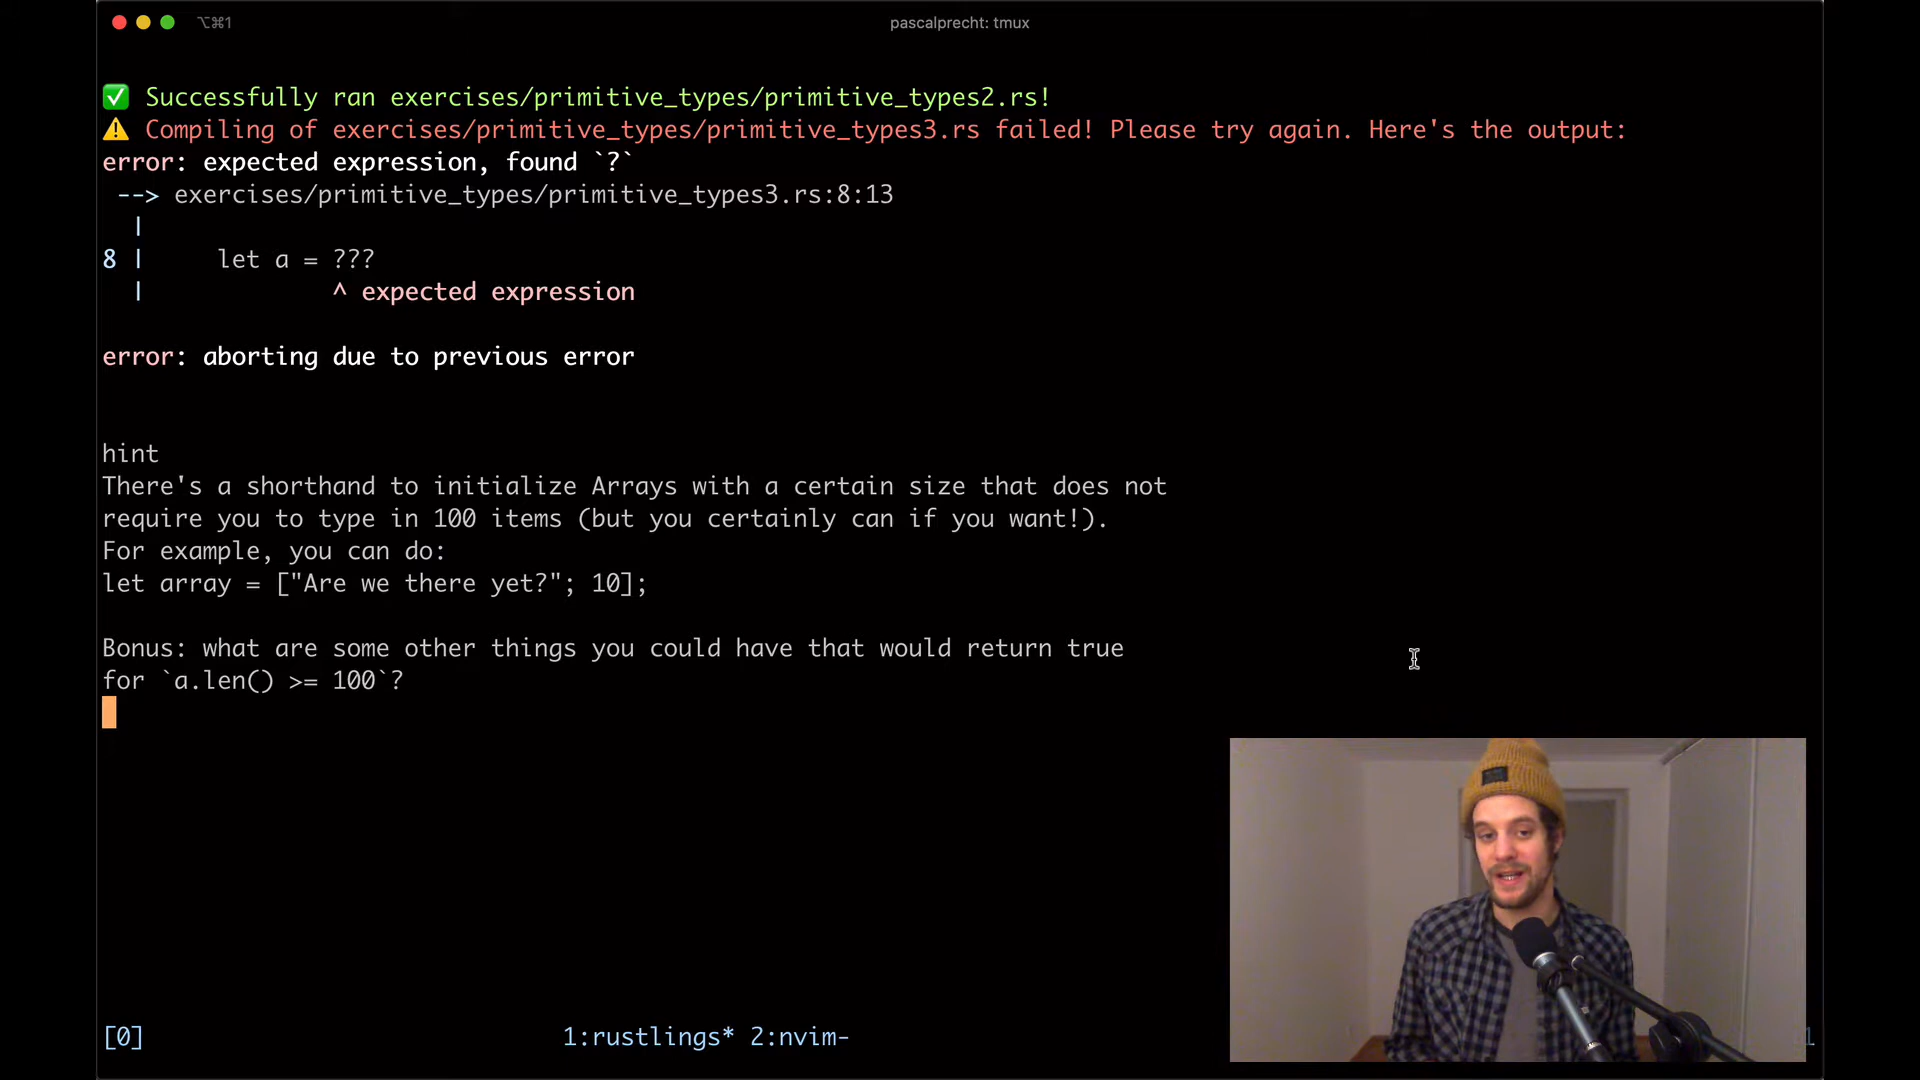 ⌥⌘1
pascalprecht: tmux
✅ Successfully ran exercises/primitive_types/primitive_types2.rs!
⚠️ Compiling of exercises/primitive_types/primitive_types3.rs failed! Please try again. Here's the output:
error: expected expression, found `?`
 --> exercises/primitive_types/primitive_types3.rs:8:13
  |
8 |     let a = ???
  |             ^ expected expression
error: aborting due to previous error
hint
There's a shorthand to initialize Arrays with a certain size that does not
require you to type in 100 items (but you certainly can if you want!).
For example, you can do:
let array = ["Are we there yet?"; 10];
Bonus: what are some other things you could have that would return true
for `a.len() >= 100`?
[0] 1:rustlings* 2:nvim-